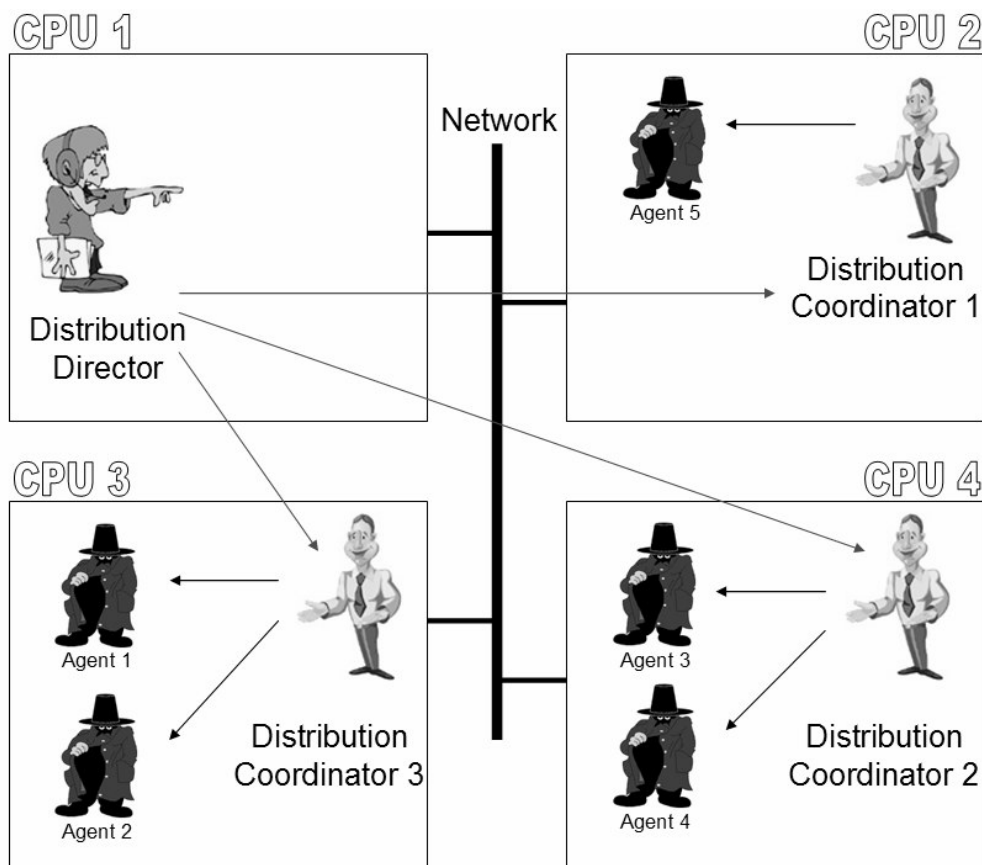 CPU 1
CPU 2
Network
Agent 5
Distribution
Coordinator 1
Distribution
Director
CPU 3
CPU 4
Agent 1
Agent 3
Distribution
Coordinator 3
Distribution
Coordinator 2
Agent 2
Agent 4